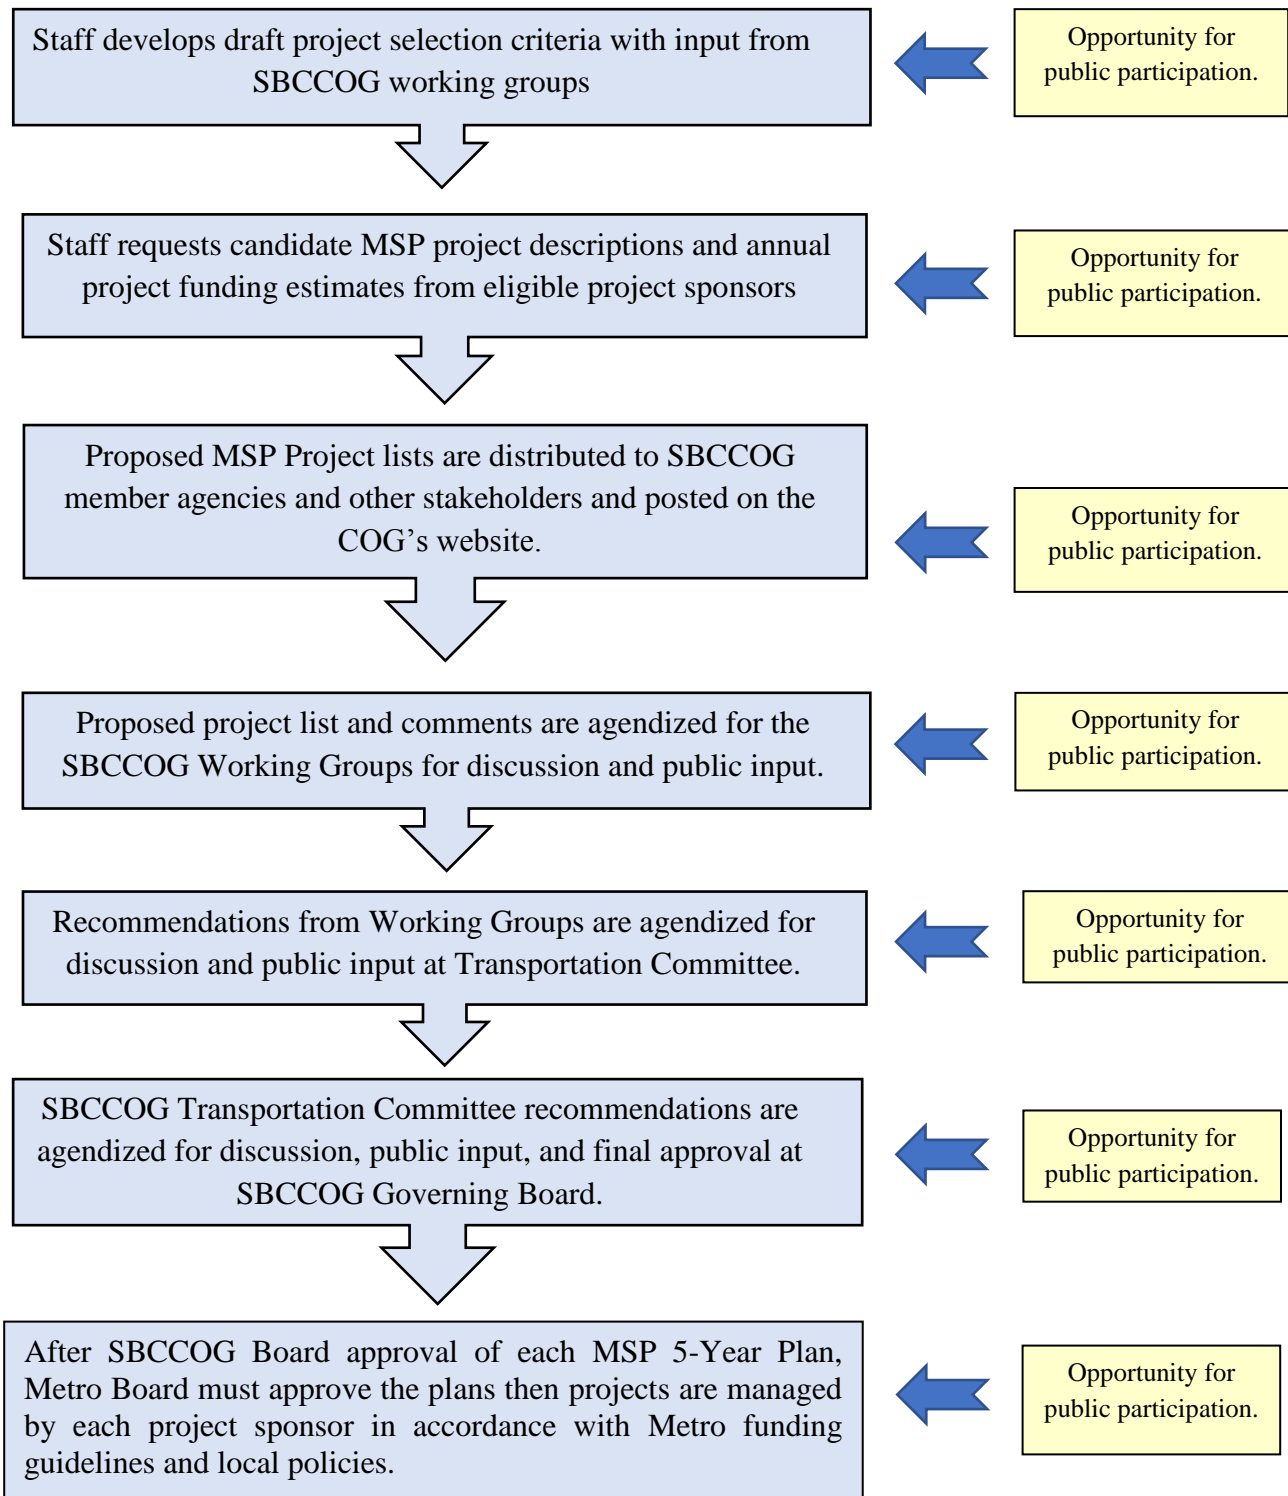 Staff develops draft project selection criteria with input from
SBCCOG working groups
Opportunity for
public participation.
Staff requests candidate MSP project descriptions and annual
project funding estimates from eligible project sponsors
Opportunity for
public participation.
Proposed MSP Project lists are distributed to SBCCOG
member agencies and other stakeholders and posted on the
COG’s website.
Opportunity for
public participation.
Proposed project list and comments are agendized for the
SBCCOG Working Groups for discussion and public input.
Opportunity for
public participation.
Recommendations from Working Groups are agendized for
discussion and public input at Transportation Committee.
Opportunity for
public participation.
SBCCOG Transportation Committee recommendations are
agendized for discussion, public input, and final approval at
SBCCOG Governing Board.
Opportunity for
public participation.
After SBCCOG Board approval of each MSP 5-Year Plan,
Metro Board must approve the plans then projects are managed
by each project sponsor in accordance with Metro funding
guidelines and local policies.
Opportunity for
public participation.